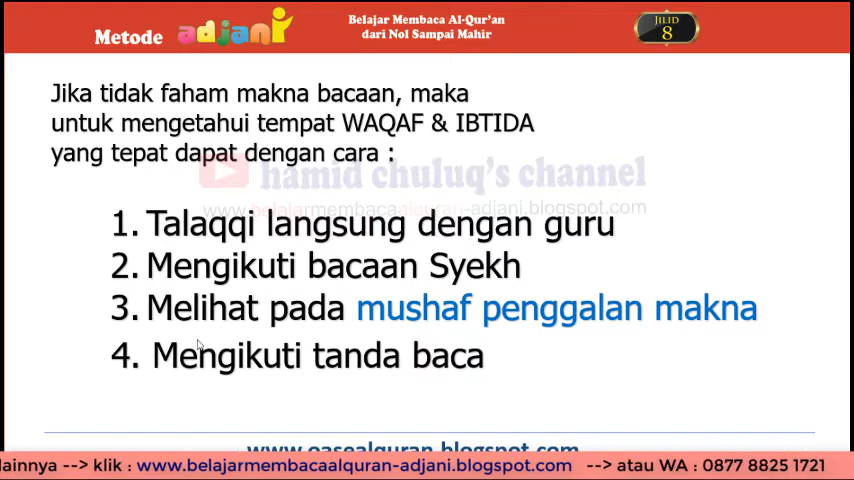 Metode adjani
Belajar Membaca Al-Qur'an
dari Nol Sampai Mahir
JILID
8
Jika tidak faham makna bacaan, maka
untuk mengetahui tempat WAQAF & IBTIDA
yang tepat dapat dengan cara :
hamid chuluq's channel
www.belajarmembacaalquran-adjani.blogspot.com
1. Talaqqi langsung dengan guru
2. Mengikuti bacaan Syekh
3. Melihat pada mushaf penggalan makna
4. Mengikuti tanda baca
www.oasealquran.blogspot.com
lainnya --> klik : www.belajarmembacaalquran-adjani.blogspot.com --> atau WA : 0877 8825 1721